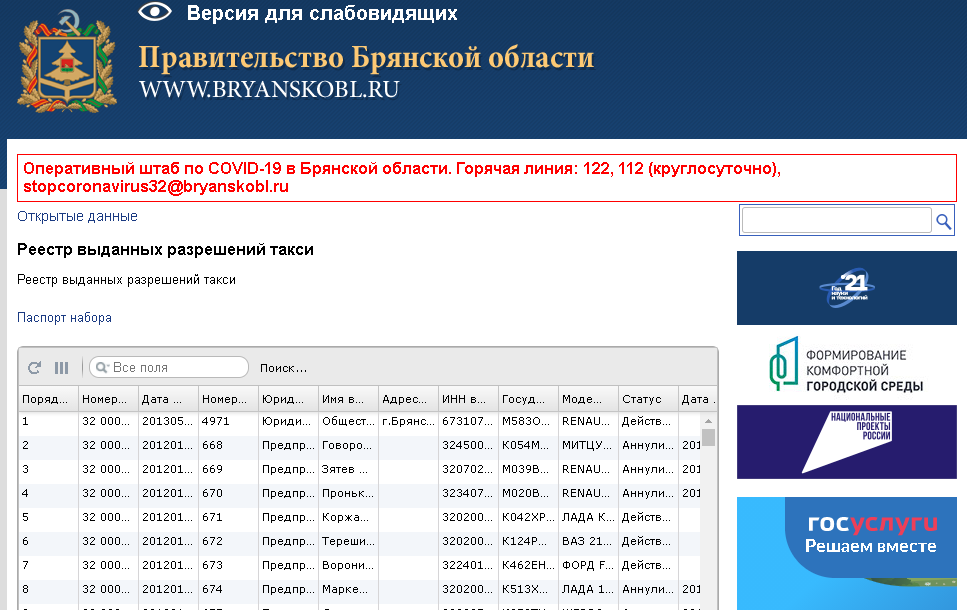 Версия для слабовидящих
Правительство Брянской области
WWW.BRYANSKOBL.RU
Оперативный штаб по COVID-19 в Брянской области. Горячая линия: 122, 112 (круглосуточно),
stopcoronavirus32@bryanskobl.ru
Открытые данные
Реестр выданных разрешений такси
Реестр выданных разрешений такси
Паспорт набора
Все поля Поиск...
Поряд... Номер... Дата ... Номер... Юрид... Имя в... Адрес... ИНН в... Госуд... Моде... Статус Дата .
1 32 000... 201305... 4971 Юриди... Общест... г.Брянс... 673107... М583О... RENAU... Действ...
2 32 000... 201201... 668 Предпр... Говоро... 324500... К054М... МИТЦУ... Аннули... 201
3 32 000... 201201... 669 Предпр... Зятев ... 320702... М039В... RENAU... Аннули... 201
4 32 000... 201201... 670 Предпр... Проньк... 323407... М020В... RENAU... Аннули... 201
5 32 000... 201201... 671 Предпр... Коржа... 320200... К042ХР... ЛАДА К... Действ...
6 32 000... 201201... 672 Предпр... Тереши... 320200... К124Р... ВАЗ 21... Действ...
7 32 000... 201201... 673 Предпр... Ворони... 322401... К462ЕН... ФОРД F... Действ...
8 32 000... 201201... 674 Предпр... Марке... 320200... К513Х... ЛАДА ... Аннули... 201
'21
Год
науки
и технологий
ФОРМИРОВАНИЕ
КОМФОРТНОЙ
ГОРОДСКОЙ СРЕДЫ
НАЦИОНАЛЬНЫЕ
ПРОЕКТЫ
РОССИИ
госуслуги
Решаем вместе